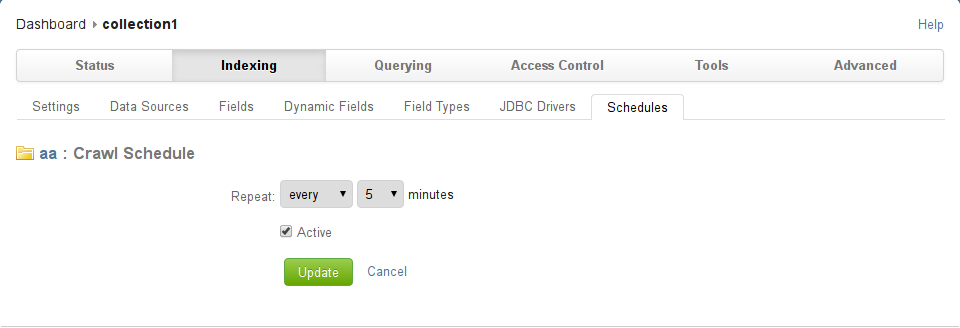 Dashboard collection1 Help
Status Indexing Querying Access Control Tools Advanced
Settings Data Sources Fields Dynamic Fields Field Types JDBC Drivers Schedules
aa : Crawl Schedule
Repeat: every 5 minutes
Active
Update Cancel